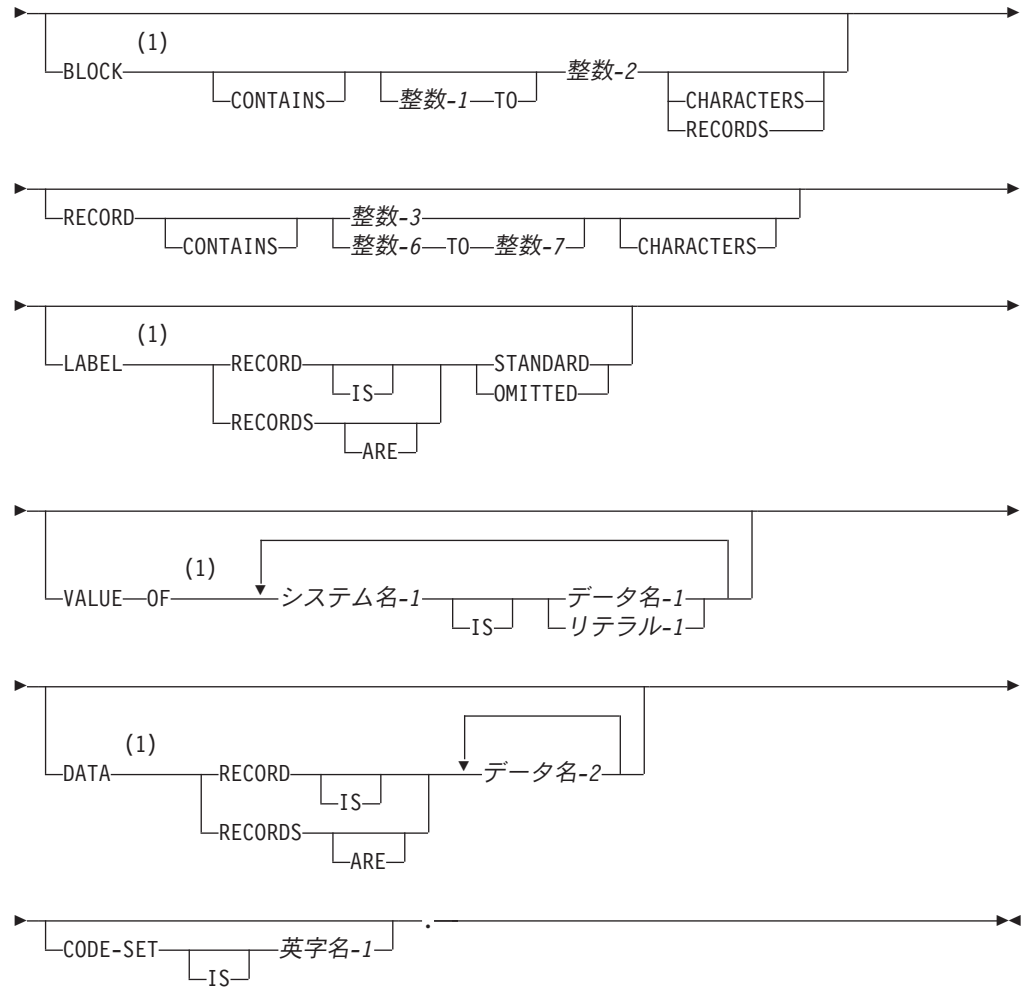 (1)
BLOCK 整数-2
CONTAINS 整数-1 TO CHARACTERS
RECORDS
RECORD 整数-3
CONTAINS 整数-6 TO 整数-7 CHARACTERS
(1)
LABEL RECORD STANDARD
IS OMITTED
RECORDS
ARE
(1)
VALUE OF システム名-1 データ名-1
IS リテラル-1
(1)
DATA RECORD データ名-2
IS
RECORDS
ARE
CODE-SET 英字名-1 .
IS